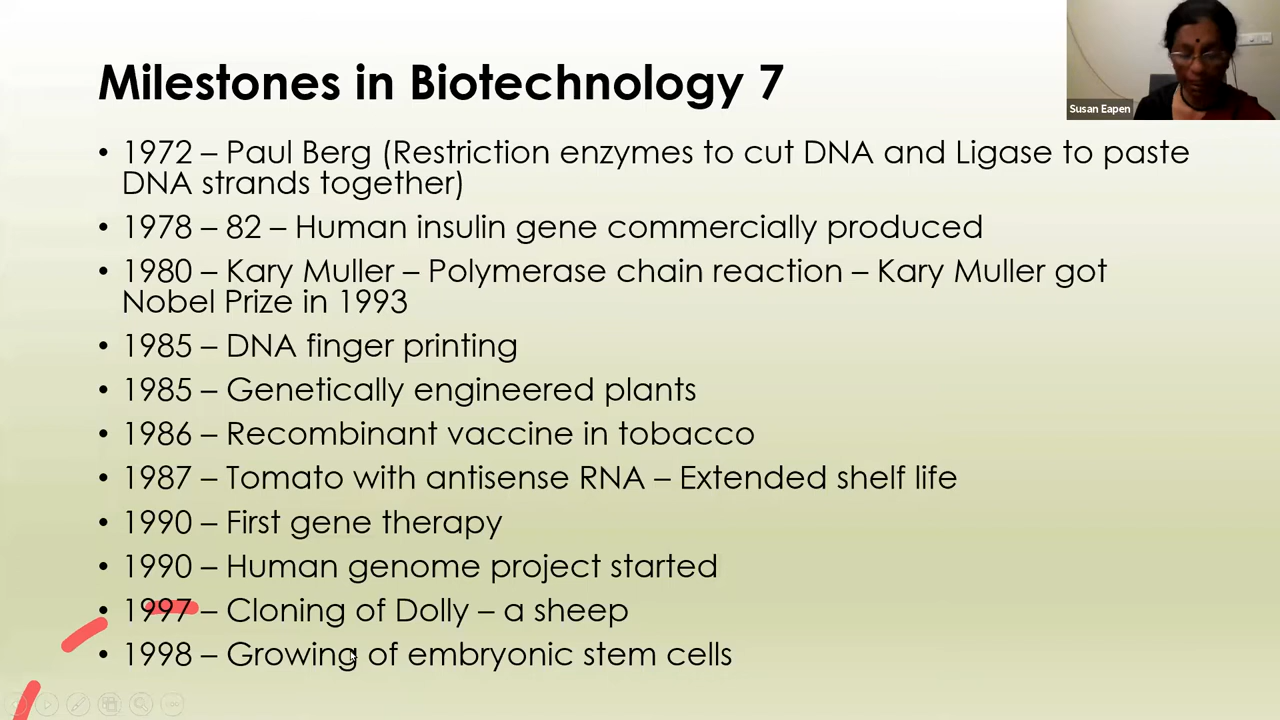 Milestones in Biotechnology 7
Susan Eapen
• 1972 – Paul Berg (Restriction enzymes to cut DNA and Ligase to paste
DNA strands together)
• 1978 – 82 – Human insulin gene commercially produced
• 1980 – Kary Muller – Polymerase chain reaction – Kary Muller got
Nobel Prize in 1993
• 1985 – DNA finger printing
• 1985 – Genetically engineered plants
• 1986 – Recombinant vaccine in tobacco
• 1987 – Tomato with antisense RNA – Extended shelf life
• 1990 – First gene therapy
• 1990 – Human genome project started
• 1997 – Cloning of Dolly – a sheep
• 1998 – Growing of embryonic stem cells